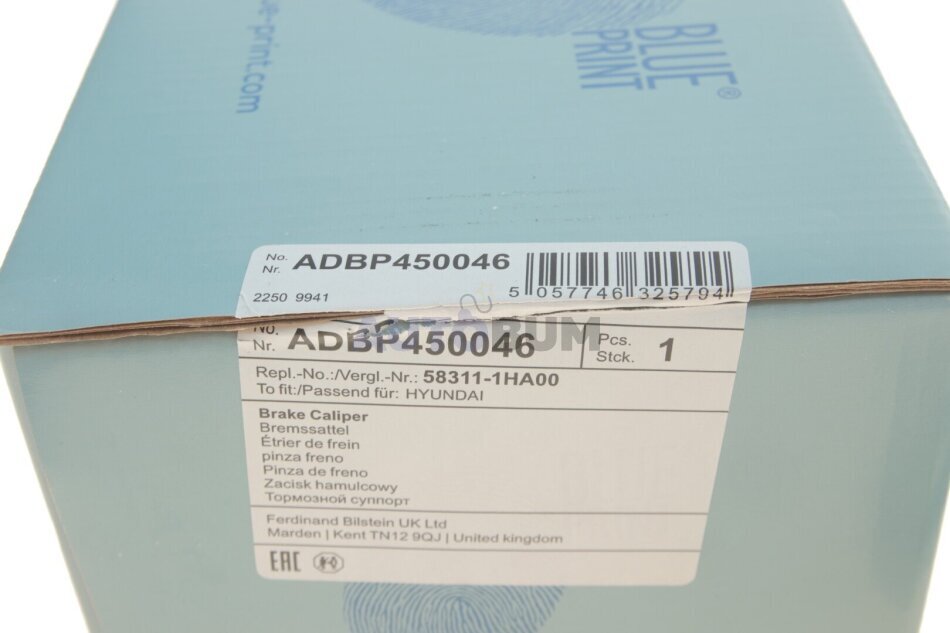 BLUE
PRINT®
e-print.com
No.
Nr. ADBP450046
5 057746 325794
2250 9941
No.
Nr. ADBP450046
Pcs.
Stck. 1
Repl.-No.:/Vergl.-Nr.: 58311-1HA00
To fit:/Passend für: HYUNDAI
Brake Caliper
Bremssattel
Étrier de frein
pinza freno
Pinza de freno
Zacisk hamulcowy
Тормозной суппорт
Ferdinand Bilstein UK Ltd
Marden | Kent TN12 9QJ | United kingdom
EAC